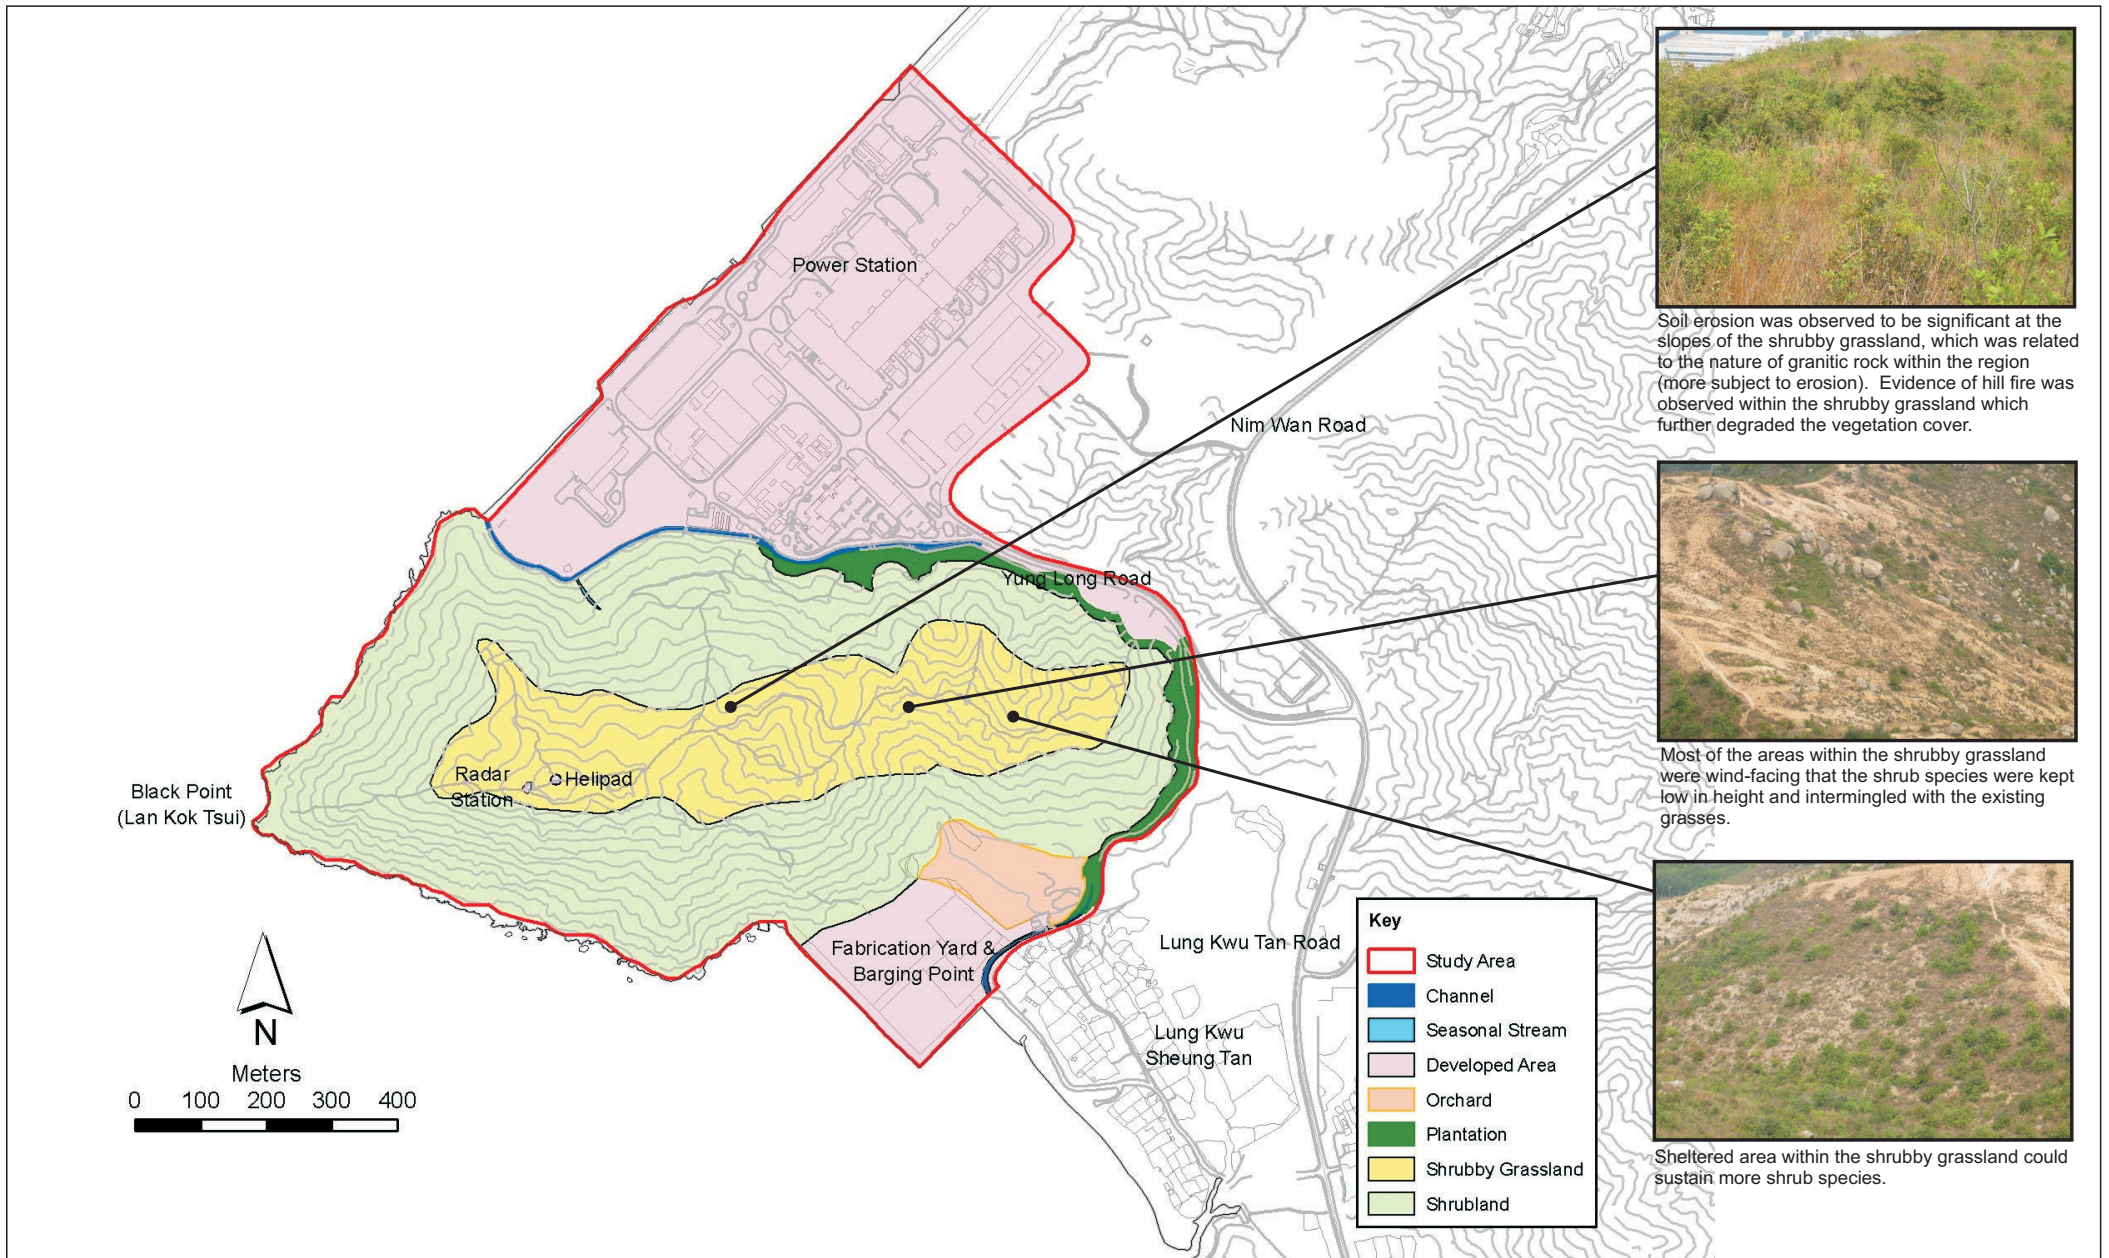 Power Station
Nim Wan Road
Yung Long Road
Radar
Station
Helipad
Black Point
(Lan Kok Tsui)
Fabrication Yard &
Barging Point
Lung Kwu Tan Road
Lung Kwu
Sheung Tan
N
Meters
0 100 200 300 400
Key
Study Area
Channel
Seasonal Stream
Developed Area
Orchard
Plantation
Shrubby Grassland
Shrubland
Soil erosion was observed to be significant at the
slopes of the shrubby grassland, which was related
to the nature of granitic rock within the region
(more subject to erosion). Evidence of hill fire was
observed within the shrubby grassland which
further degraded the vegetation cover.
Most of the areas within the shrubby grassland
were wind-facing that the shrub species were kept
low in height and intermingled with the existing
grasses.
Sheltered area within the shrubby grassland could
sustain more shrub species.